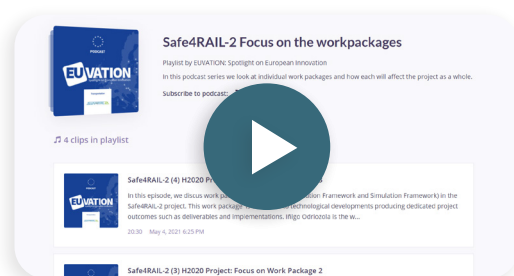 PODCAST
EUVATION
Safe4RAIL-2 Focus on the workpackages
Playlist by EUVATION: Spotlight on European Innovation
In this podcast series we look at individual work packages and how each will affect the project as a whole.
Subscribe to podcast:
4 clips in playlist
EUVATION
Safe4RAIL-2 (4) H2020
In this episode, we discuss work Framework and Simulation Framework) in the
Safe4RAIL-2 project. This work package technological developments producing dedicated project
outcomes such as deliverables and implementations. Iñigo Odriozola is the w...
20:30 May 4, 2021 6:25 PM
Safe4RAIL-2 (3) H2020 Project: Focus on Work Package 2